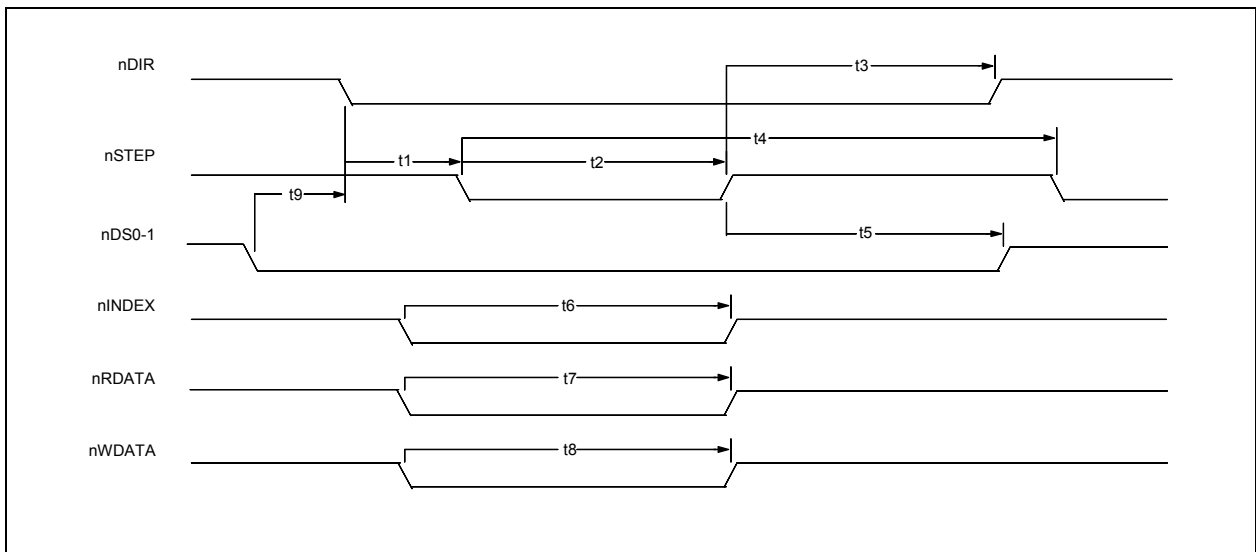 nDIR
t3
t4
nSTEP
t1
t2
t9
nDS0-1
t5
nINDEX
t6
nRDATA
t7
nWDATA
t8